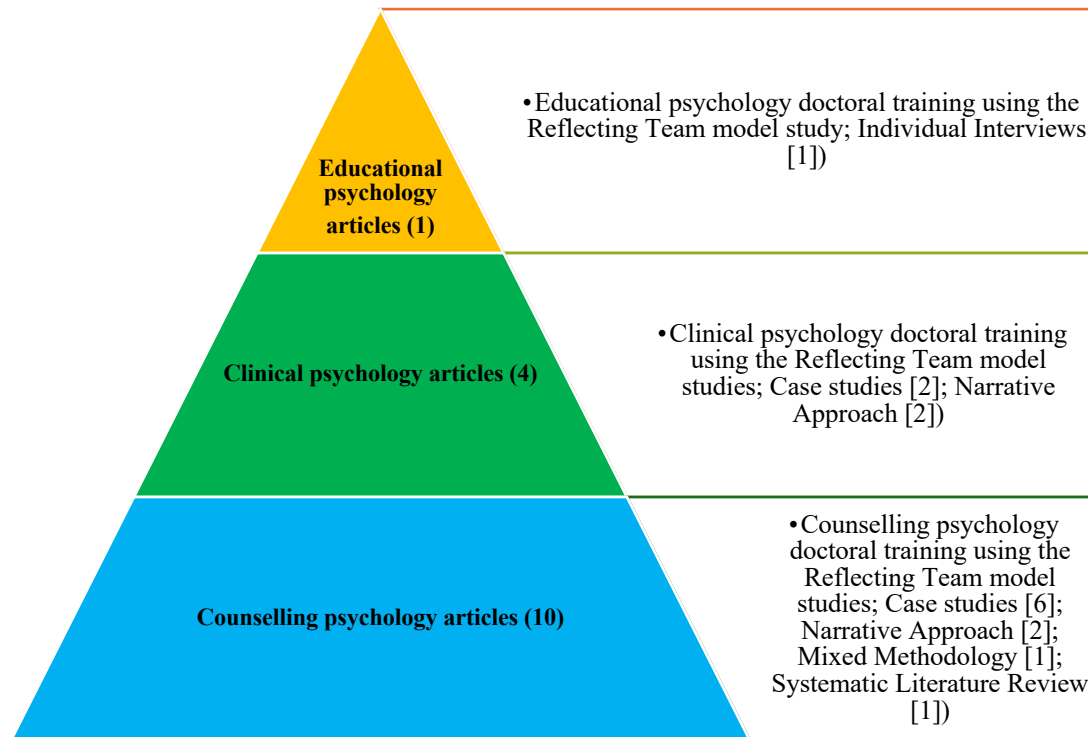 Educational
psychology
articles (1)
•Educational psychology doctoral training using the
Reflecting Team model study; Individual Interviews
[1])
Clinical psychology articles (4)
•Clinical psychology doctoral training
using the Reflecting Team model
studies; Case studies [2]; Narrative
Approach [2])
Counselling psychology articles (10)
•Counselling psychology
doctoral training using the
Reflecting Team model
studies; Case studies [6];
Narrative Approach [2];
Mixed Methodology [1];
Systematic Literature Review
[1])